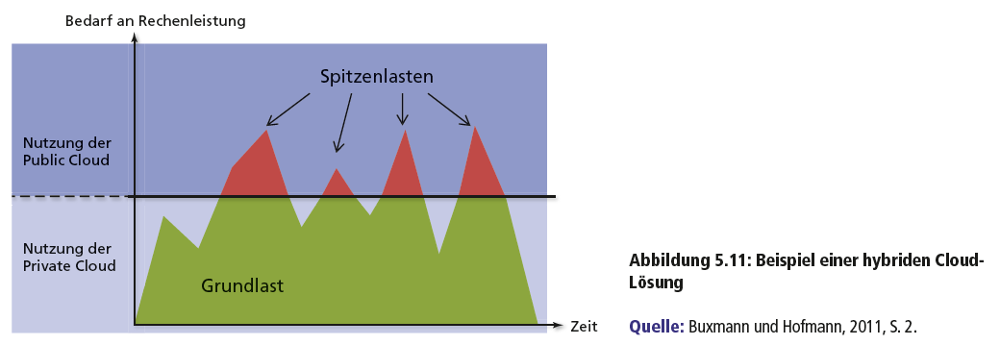 Bedarf an Rechenleistung
Spitzenlasten
Nutzung der
Public Cloud
Nutzung der
Private Cloud
Grundlast
Zeit
Abbildung 5.11: Beispiel einer hybriden Cloud-
Lösung
Quelle: Buxmann und Hofmann, 2011, S. 2.